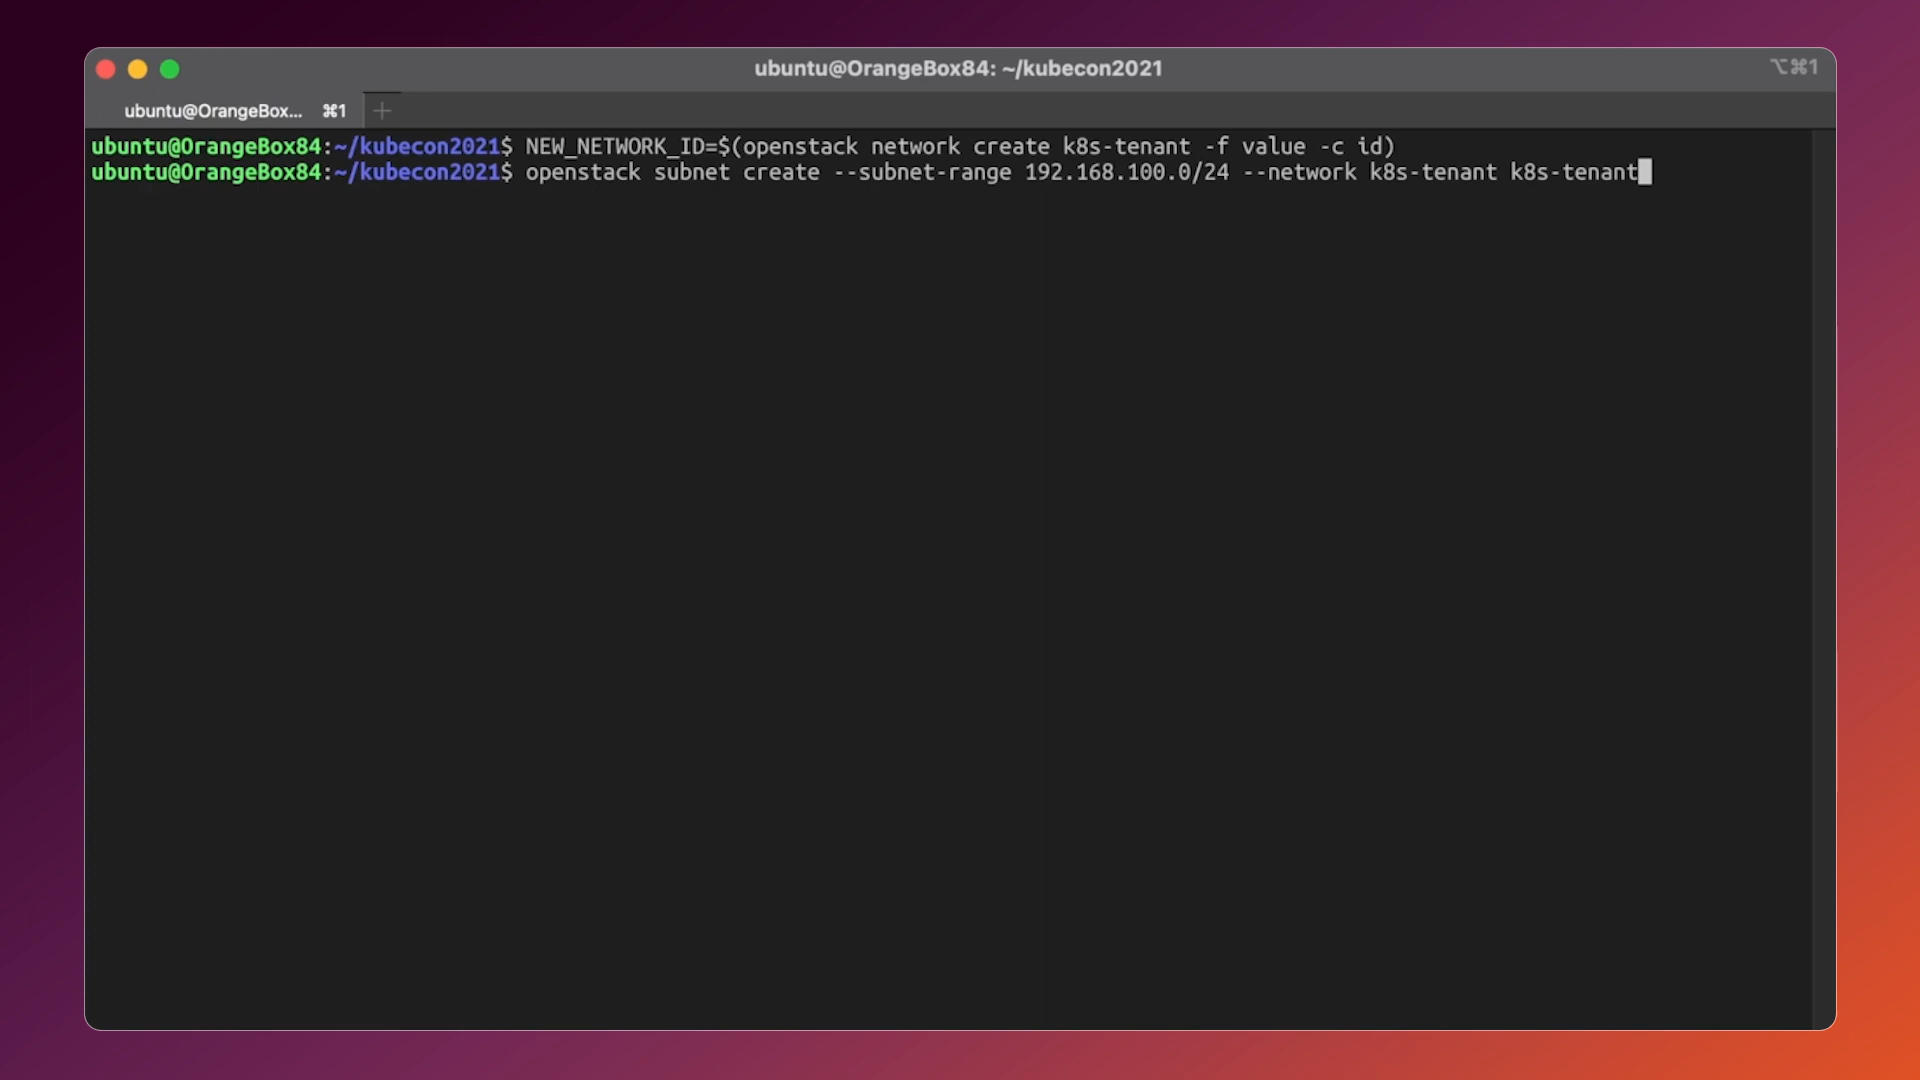 ubuntu@OrangeBox84: ~/kubecon2021
⌥⌘1
ubuntu@OrangeBox... ⌘1
ubuntu@OrangeBox84:~/kubecon2021$ NEW_NETWORK_ID=$(openstack network create k8s-tenant -f value -c id)
ubuntu@OrangeBox84:~/kubecon2021$ openstack subnet create --subnet-range 192.168.100.0/24 --network k8s-tenant k8s-tenant